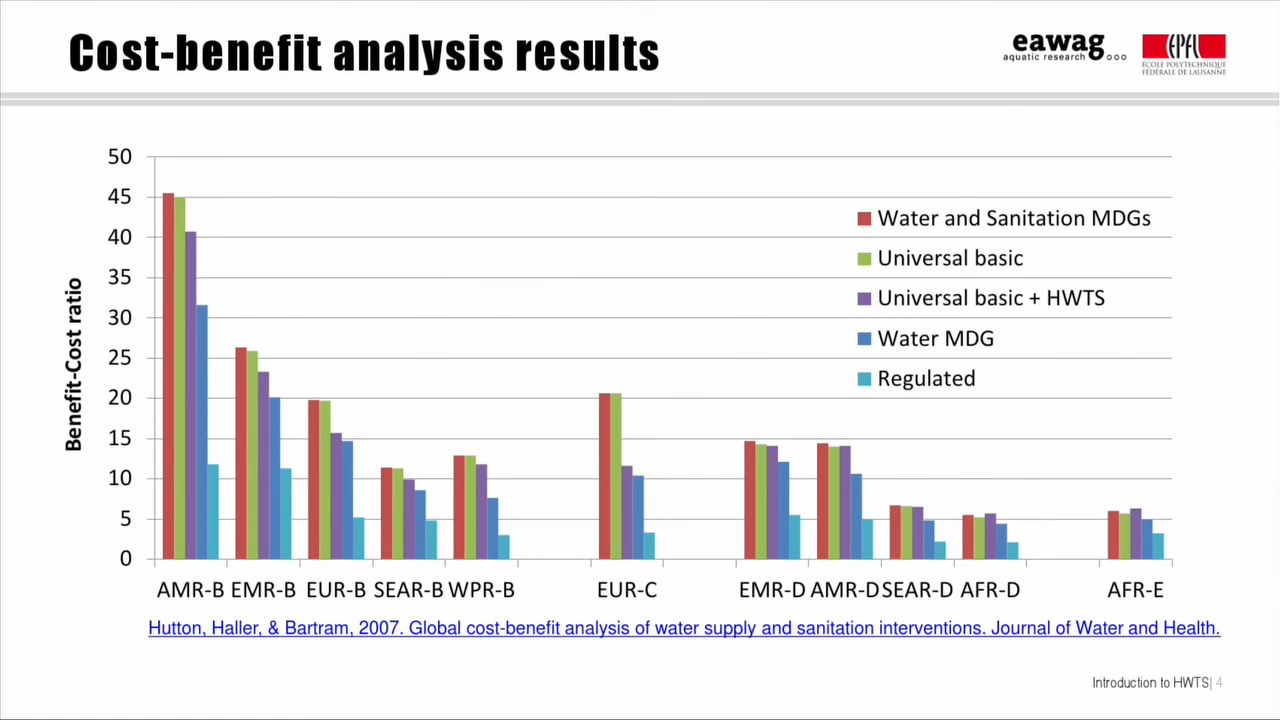 Cost-benefit analysis results
eawag
aquatic research
EPFL
ÉCOLE POLYTECHNIQUE
FÉDÉRALE DE LAUSANNE
50
45
40
35
30
25
20
15
10
5
0
Benefit-Cost ratio
Water and Sanitation MDGs
Universal basic
Universal basic + HWTS
Water MDG
Regulated
AMR-B EMR-B EUR-B SEAR-B WPR-B EUR-C EMR-D AMR-D SEAR-D AFR-D AFR-E
Hutton, Haller, & Bartram, 2007. Global cost-benefit analysis of water supply and sanitation interventions. Journal of Water and Health.
Introduction to HWTS| 4